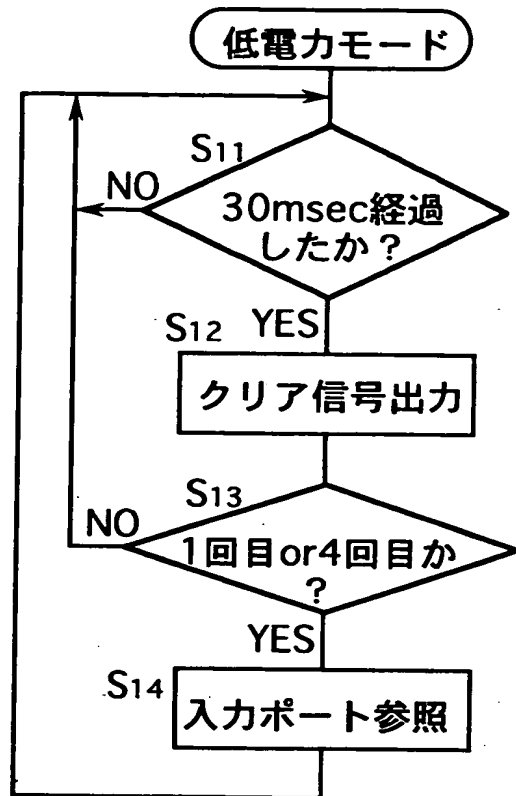 低電力モード
S11
NO
30msec経過
したか?
S12
YES
クリア信号出力
S13
NO
1回目or4回目か
?
YES
S14
入力ポート参照